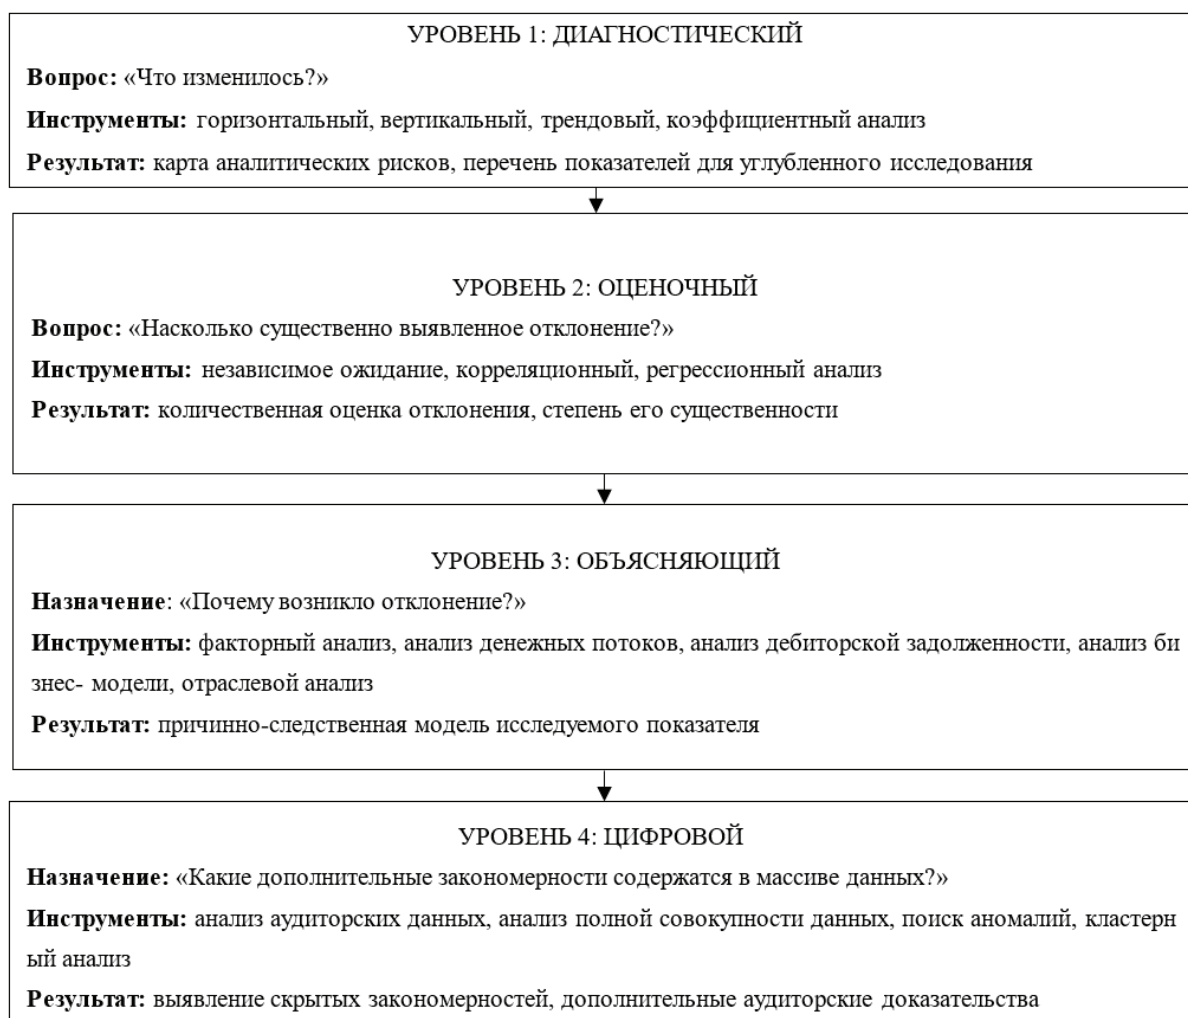 УРОВЕНЬ 1: ДИАГНОСТИЧЕСКИЙ
Вопрос: «Что изменилось?»
Инструменты: горизонтальный, вертикальный, трендовый, коэффициентный анализ
Результат: карта аналитических рисков, перечень показателей для углубленного исследования
УРОВЕНЬ 2: ОЦЕНОЧНЫЙ
Вопрос: «Насколько существенно выявленное отклонение?»
Инструменты: независимое ожидание, корреляционный, регрессионный анализ
Результат: количественная оценка отклонения, степень его существенности
УРОВЕНЬ 3: ОБЪЯСНЯЮЩИЙ
Назначение: «Почему возникло отклонение?»
Инструменты: факторный анализ, анализ денежных потоков, анализ дебиторской задолженности, анализ би
знес- модели, отраслевой анализ
Результат: причинно-следственная модель исследуемого показателя
УРОВЕНЬ 4: ЦИФРОВОЙ
Назначение: «Какие дополнительные закономерности содержатся в массиве данных?»
Инструменты: анализ аудиторских данных, анализ полной совокупности данных, поиск аномалий, кластерн
ый анализ
Результат: выявление скрытых закономерностей, дополнительные аудиторские доказательства